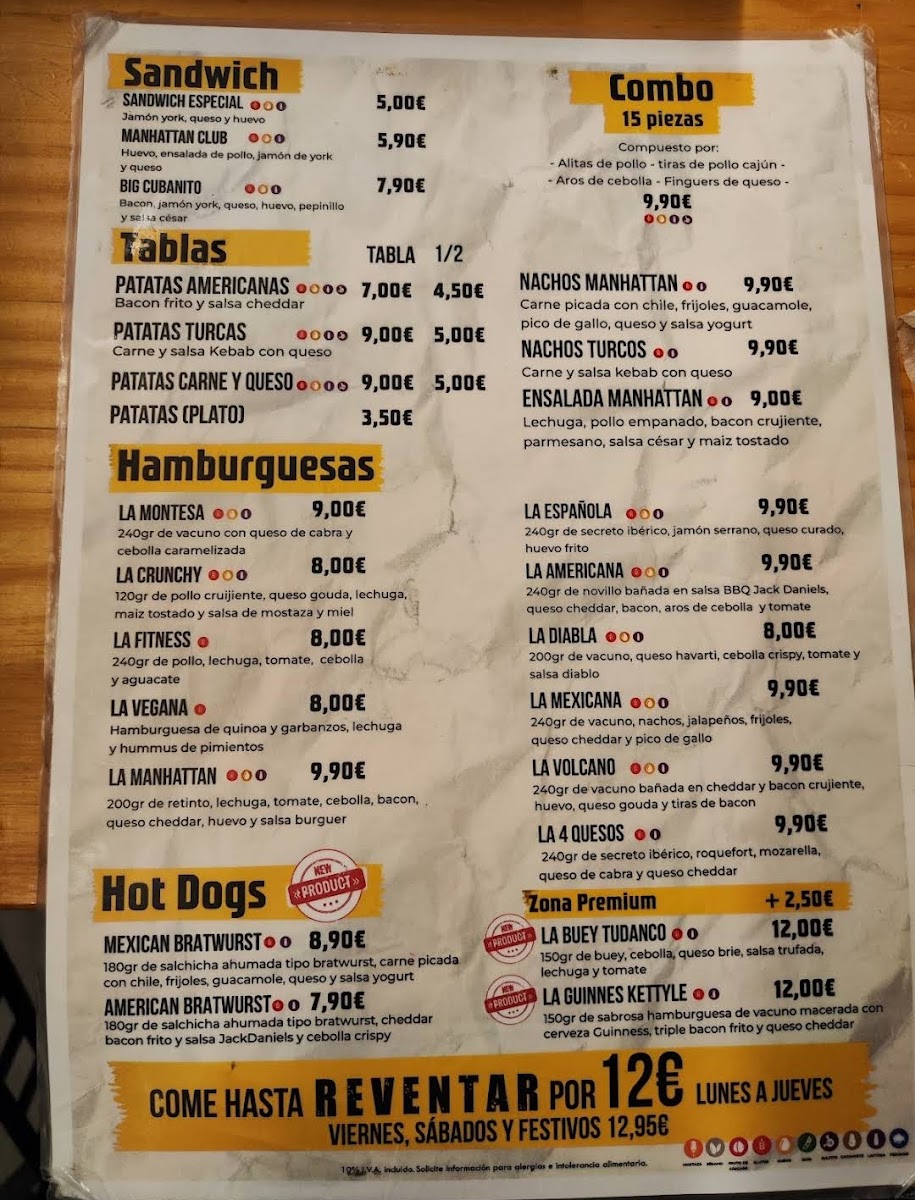 Sandwich
SANDWICH ESPECIAL 5,00€
Jamón york, queso y huevo
MANHATTAN CLUB 5,90€
Huevo, ensalada de pollo, jamón de york
y queso
BIG CUBANITO 7,90€
Bacon, jamón york, queso, huevo, pepinillo
y salsa césar
Combo
15 piezas
Compuesto por:
- Alitas de pollo - tiras de pollo cajún -
- Aros de cebolla - Finguers de queso -
9,90€
Tablas
TABLA 1/2
PATATAS AMERICANAS 7,00€ 4,50€
Bacon frito y salsa cheddar
PATATAS TURCAS 9,00€ 5,00€
Carne y salsa Kebab con queso
PATATAS CARNE Y QUESO 9,00€ 5,00€
PATATAS (PLATO) 3,50€
NACHOS MANHATTAN 9,90€
Carne picada con chile, frijoles, guacamole,
pico de gallo, queso y salsa yogurt
NACHOS TURCOS 9,90€
Carne y salsa kebab con queso
ENSALADA MANHATTAN 9,00€
Lechuga, pollo empanado, bacon crujiente,
parmesano, salsa césar y maiz tostado
Hamburguesas
LA MONTESA 9,00€
240gr de vacuno con queso de cabra y
cebolla caramelizada
LA CRUNCHY 8,00€
120gr de pollo cruijiente, queso gouda, lechuga,
maiz tostado y salsa de mostaza y miel
LA FITNESS 8,00€
240gr de pollo, lechuga, tomate, cebolla
y aguacate
LA VEGANA 8,00€
Hamburguesa de quinoa y garbanzos, lechuga
y hummus de pimientos
LA MANHATTAN 9,90€
200gr de retinto, lechuga, tomate, cebolla, bacon,
queso cheddar, huevo y salsa burguer
LA ESPAÑOLA 9,90€
240gr de secreto ibérico, jamón serrano, queso curado,
huevo frito
LA AMERICANA 9,90€
240gr de novillo bañada en salsa BBQ Jack Daniels,
queso cheddar, bacon, aros de cebolla y tomate
LA DIABLA 8,00€
200gr de vacuno, queso havarti, cebolla crispy, tomate y
salsa diablo
LA MEXICANA 9,90€
240gr de vacuno, nachos, jalapeños, frijoles,
queso cheddar y pico de gallo
LA VOLCANO 9,90€
240gr de vacuno bañada en cheddar y bacon crujiente,
huevo, queso gouda y tiras de bacon
LA 4 QUESOS 9,90€
240gr de secreto ibérico, roquefort, mozarella,
queso de cabra y queso cheddar
Hot Dogs
NEW
«PRODUCT»
MEXICAN BRATWURST 8,90€
180gr de salchicha ahumada tipo bratwurst, carne picada
con chile, frijoles, guacamole, queso y salsa yogurt
AMERICAN BRATWURST 7,90€
180gr de salchicha ahumada tipo bratwurst, cheddar
bacon frito y salsa JackDaniels y cebolla crispy
Zona Premium + 2,50€
NEW
«PRODUCT»
LA BUEY TUDANCO 12,00€
150gr de buey, cebolla, queso brie, salsa trufada,
lechuga y tomate
NEW
«PRODUCT»
LA GUINNES KETTYLE 12,00€
150gr de sabrosa hamburguesa de vacuno macerada con
cerveza Guinness, triple bacon frito y queso cheddar
COME HASTA REVENTAR POR 12€ LUNES A JUEVES
VIERNES, SÁBADOS Y FESTIVOS 12,95€
10% I.V.A. incluido. Solicite información para alergias e intolerancia alimentaria.